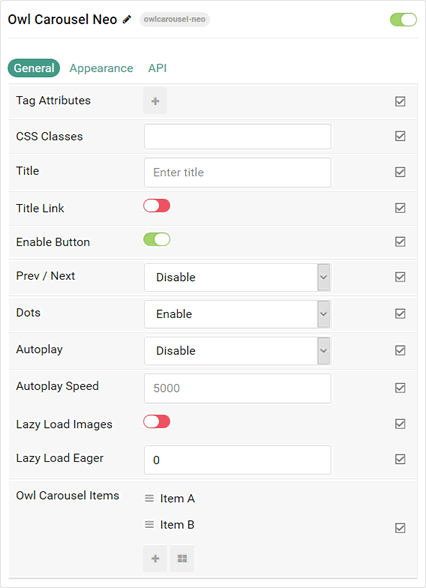 Owl Carousel Neo owlcarousel-neo
General Appearance API
Tag Attributes
CSS Classes
Title Enter title
Title Link
Enable Button
Prev / Next Disable
Dots Enable
Autoplay Disable
Autoplay Speed 5000
Lazy Load Images
Lazy Load Eager 0
Owl Carousel Items Item A
Item B